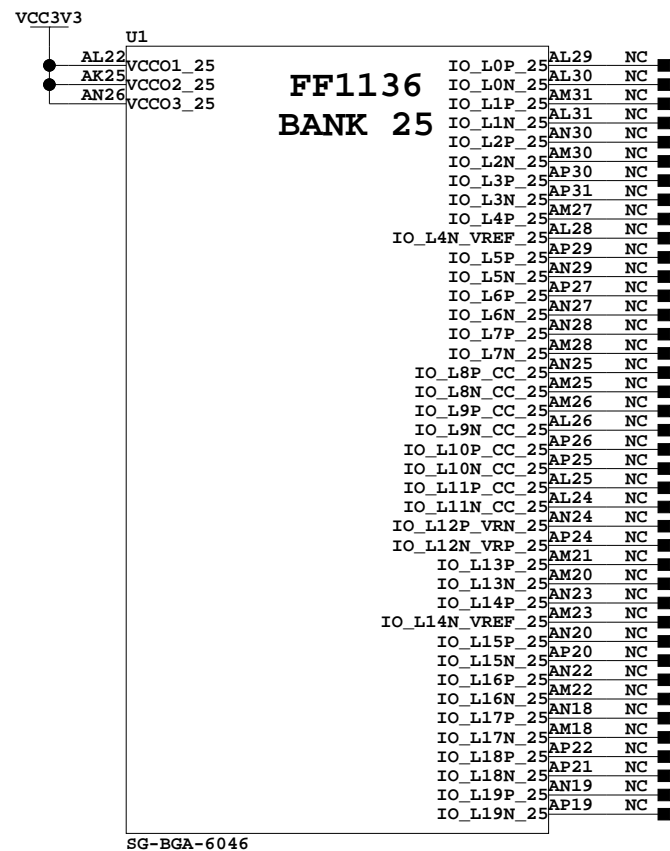 VCC3V3
U1
AL22 VCCO1_25
AK25 VCCO2_25
AN26 VCCO3_25
FF1136
BANK 25
IO_L0P_25 AL29 NC
IO_L0N_25 AL30 NC
IO_L1P_25 AM31 NC
IO_L1N_25 AL31 NC
IO_L2P_25 AN30 NC
IO_L2N_25 AM30 NC
IO_L3P_25 AP30 NC
IO_L3N_25 AP31 NC
IO_L4P_25 AM27 NC
IO_L4N_VREF_25 AL28 NC
IO_L5P_25 AP29 NC
IO_L5N_25 AN29 NC
IO_L6P_25 AP27 NC
IO_L6N_25 AN27 NC
IO_L7P_25 AN28 NC
IO_L7N_25 AM28 NC
IO_L8P_CC_25 AN25 NC
IO_L8N_CC_25 AM25 NC
IO_L9P_CC_25 AM26 NC
IO_L9N_CC_25 AL26 NC
IO_L10P_CC_25 AP26 NC
IO_L10N_CC_25 AP25 NC
IO_L11P_CC_25 AL25 NC
IO_L11N_CC_25 AL24 NC
IO_L12P_VRN_25 AN24 NC
IO_L12N_VRP_25 AP24 NC
IO_L13P_25 AM21 NC
IO_L13N_25 AM20 NC
IO_L14P_25 AN23 NC
IO_L14N_VREF_25 AM23 NC
IO_L15P_25 AN20 NC
IO_L15N_25 AP20 NC
IO_L16P_25 AN22 NC
IO_L16N_25 AM22 NC
IO_L17P_25 AN18 NC
IO_L17N_25 AM18 NC
IO_L18P_25 AP22 NC
IO_L18N_25 AP21 NC
IO_L19P_25 AN19 NC
IO_L19N_25 AP19 NC
SG-BGA-6046